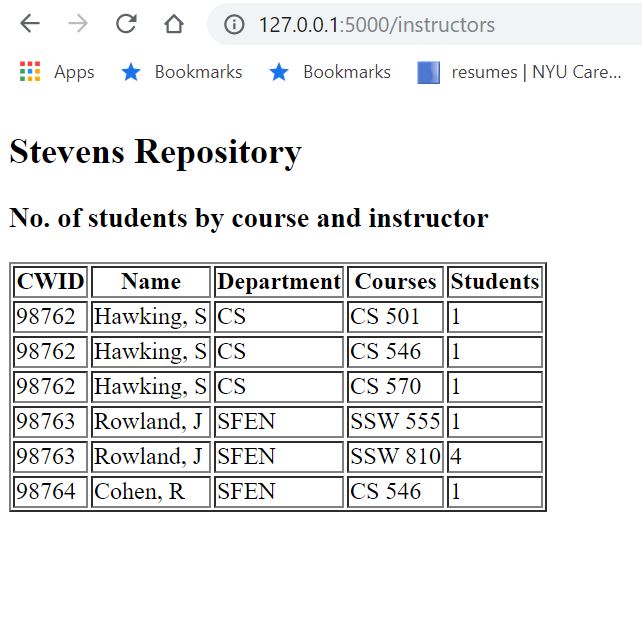 127.0.0.1:5000/instructors
Apps Bookmarks Bookmarks resumes | NYU Care...
Stevens Repository
No. of students by course and instructor
CWID Name Department Courses Students
98762 Hawking, S CS CS 501 1
98762 Hawking, S CS CS 546 1
98762 Hawking, S CS CS 570 1
98763 Rowland, J SFEN SSW 555 1
98763 Rowland, J SFEN SSW 810 4
98764 Cohen, R SFEN CS 546 1